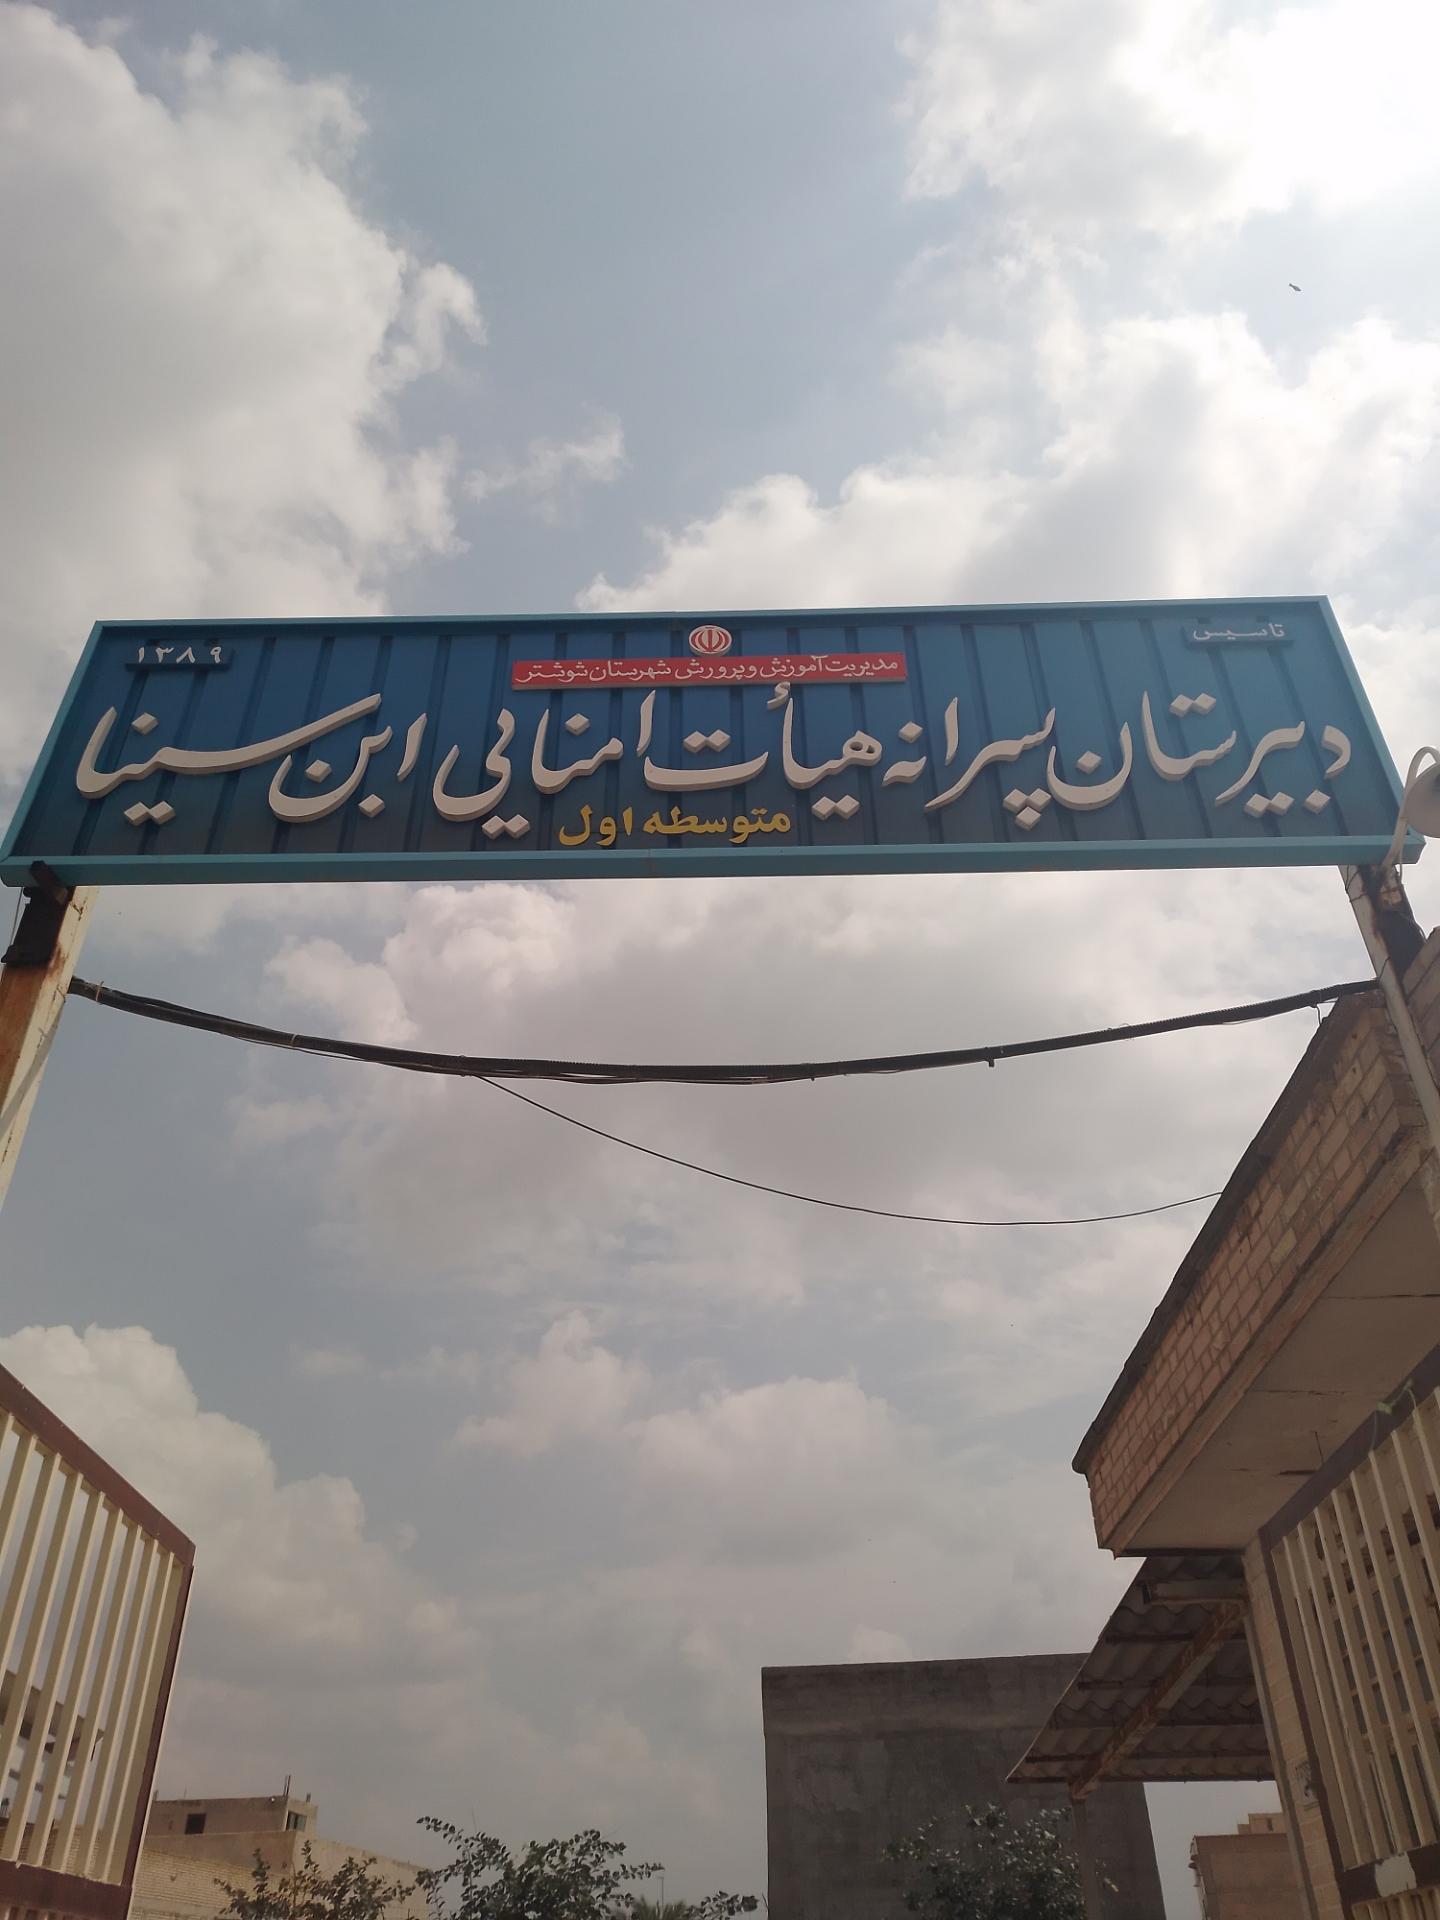 تاسیس
۱۳۸۹
مدیریت آموزش و پرورش شهرستان شوشتر
دبیرستان پسرانه هیأت امنایی ابن سینا
متوسطه اول